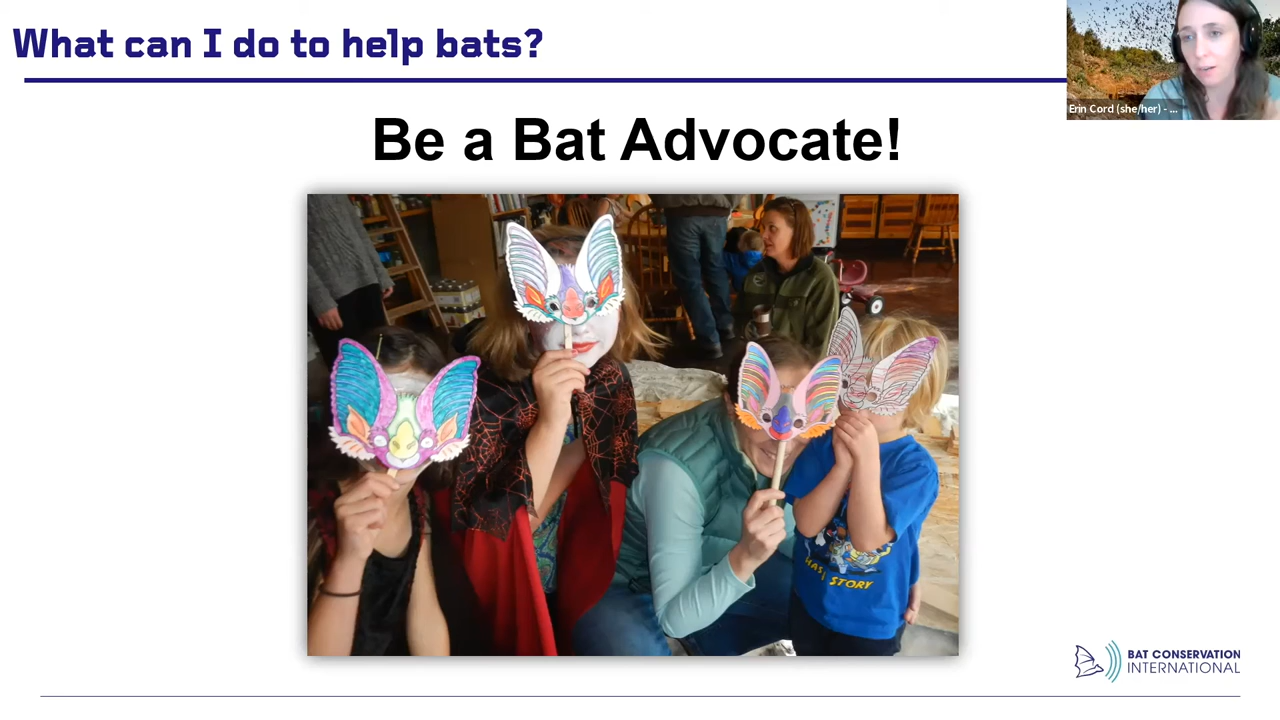 What can I do to help bats?
Erin Cord (she/her) - ...
Be a Bat Advocate!
STORY
BAT CONSERVATION
INTERNATIONAL